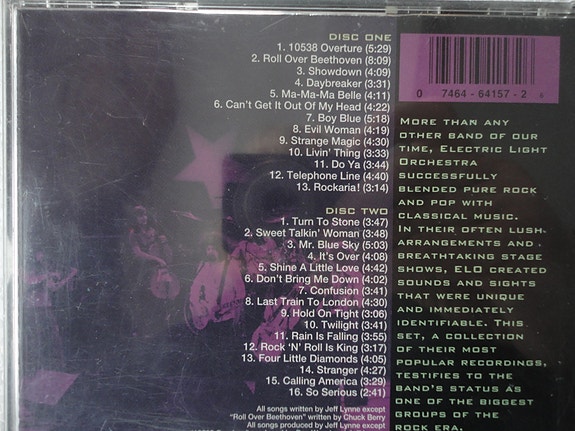 DISC ONE
1. 10538 Overture (5:29)
2. Roll Over Beethoven (8:09)
3. Showdown (4:09)
4. Daybreaker (3:31)
5. Ma-Ma-Ma Belle (4:11)
6. Can't Get It Out Of My Head (4:22)
7. Boy Blue (5:18)
8. Evil Woman (4:19)
9. Strange Magic (4:30)
10. Livin' Thing (3:33)
11. Do Ya (3:44)
12. Telephone Line (4:40)
13. Rockaria! (3:14)
DISC TWO
1. Turn To Stone (3:47)
2. Sweet Talkin' Woman (3:48)
3. Mr. Blue Sky (5:03)
4. It's Over (4:08)
5. Shine A Little Love (4:42)
6. Don't Bring Me Down (4:02)
7. Confusion (3:41)
8. Last Train To London (4:30)
9. Hold On Tight (3:06)
10. Twilight (3:41)
11. Rain Is Falling (3:55)
12. Rock 'N' Roll Is King (3:17)
13. Four Little Diamonds (4:05)
14. Stranger (4:27)
15. Calling America (3:29)
16. So Serious (2:41)
All songs written by Jeff Lynne except
"Roll Over Beethoven" written by Chuck Berry
All songs produced by Jeff Lynne except
0 7464-64157-2 6
MORE THAN ANY
OTHER BAND OF OUR
TIME, ELECTRIC LIGHT
ORCHESTRA
SUCCESSFULLY
BLENDED PURE ROCK
AND POP WITH
CLASSICAL MUSIC.
IN THEIR OFTEN LUSH
ARRANGEMENTS AND
BREATHTAKING STAGE
SHOWS, ELO CREATED
SOUNDS AND SIGHTS
THAT WERE UNIQUE
AND IMMEDIATELY
IDENTIFIABLE. THIS
SET, A COLLECTION
OF THEIR MOST
POPULAR RECORDINGS,
TESTIFIES TO THE
BAND'S STATUS AS
ONE OF THE BIGGEST
GROUPS OF THE
ROCK ERA.